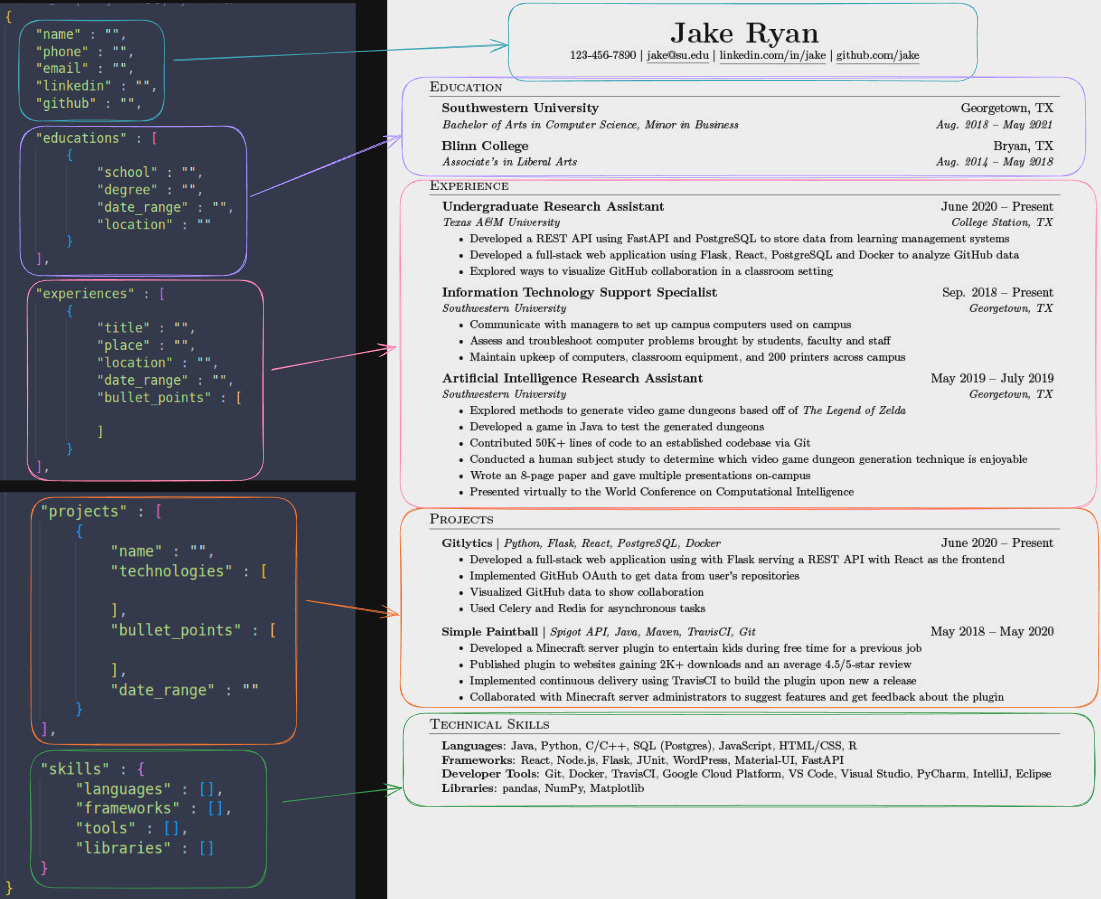 {
"name" : "",
"phone" : "",
"email" : "",
"linkedin" : "",
"github" : "",
"educations" : [
{
"school" : "",
"degree" : "",
"date_range" : "",
"location" : ""
}
],
"experiences" : [
{
"title" : "",
"place" : "",
"location" : "",
"date_range" : "",
"bullet_points" : [
]
}
],
"projects" : [
{
"name" : "",
"technologies" : [
],
"bullet_points" : [
],
"date_range" : ""
}
],
"skills" : {
"languages" : [],
"frameworks" : [],
"tools" : [],
"libraries" : []
}
}
Jake Ryan
123-456-7890 | jake@su.edu | linkedin.com/in/jake | github.com/jake
Education
Southwestern University Georgetown, TX
Bachelor of Arts in Computer Science, Minor in Business Aug. 2018 – May 2021
Blinn College Bryan, TX
Associate's in Liberal Arts Aug. 2014 – May 2018
Experience
Undergraduate Research Assistant June 2020 – Present
Texas A&M University College Station, TX
• Developed a REST API using FastAPI and PostgreSQL to store data from learning management systems
• Developed a full-stack web application using Flask, React, PostgreSQL and Docker to analyze GitHub data
• Explored ways to visualize GitHub collaboration in a classroom setting
Information Technology Support Specialist Sep. 2018 – Present
Southwestern University Georgetown, TX
• Communicate with managers to set up campus computers used on campus
• Assess and troubleshoot computer problems brought by students, faculty and staff
• Maintain upkeep of computers, classroom equipment, and 200 printers across campus
Artificial Intelligence Research Assistant May 2019 – July 2019
Southwestern University Georgetown, TX
• Explored methods to generate video game dungeons based off of The Legend of Zelda
• Developed a game in Java to test the generated dungeons
• Contributed 50K+ lines of code to an established codebase via Git
• Conducted a human subject study to determine which video game dungeon generation technique is enjoyable
• Wrote an 8-page paper and gave multiple presentations on-campus
• Presented virtually to the World Conference on Computational Intelligence
Projects
Gitlytics | Python, Flask, React, PostgreSQL, Docker June 2020 – Present
• Developed a full-stack web application using with Flask serving a REST API with React as the frontend
• Implemented GitHub OAuth to get data from user's repositories
• Visualized GitHub data to show collaboration
• Used Celery and Redis for asynchronous tasks
Simple Paintball | Spigot API, Java, Maven, TravisCI, Git May 2018 – May 2020
• Developed a Minecraft server plugin to entertain kids during free time for a previous job
• Published plugin to websites gaining 2K+ downloads and an average 4.5/5-star review
• Implemented continuous delivery using TravisCI to build the plugin upon new a release
• Collaborated with Minecraft server administrators to suggest features and get feedback about the plugin
Technical Skills
Languages: Java, Python, C/C++, SQL (Postgres), JavaScript, HTML/CSS, R
Frameworks: React, Node.js, Flask, JUnit, WordPress, Material-UI, FastAPI
Developer Tools: Git, Docker, TravisCI, Google Cloud Platform, VS Code, Visual Studio, PyCharm, IntelliJ, Eclipse
Libraries: pandas, NumPy, Matplotlib